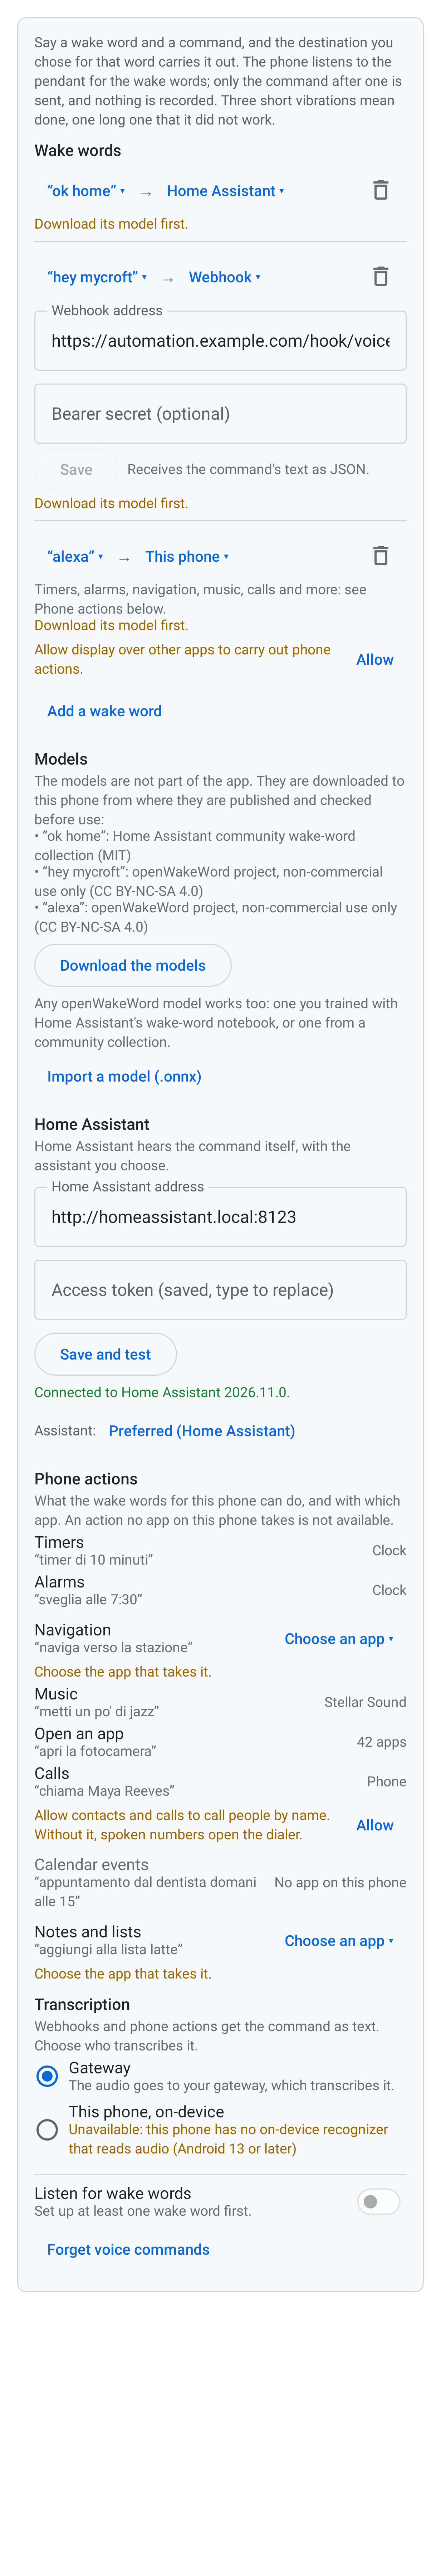 Say a wake word and a command, and the destination you
chose for that word carries it out. The phone listens to the
pendant for the wake words; only the command after one is
sent, and nothing is recorded. Three short vibrations mean
done, one long one that it did not work.
Wake words
“ok home” ▾ → Home Assistant ▾
Download its model first.
“hey mycroft” ▾ → Webhook ▾
Webhook address
https://automation.example.com/hook/voice
Bearer secret (optional)
Save Receives the command's text as JSON.
Download its model first.
“alexa” ▾ → This phone ▾
Timers, alarms, navigation, music, calls and more: see
Phone actions below.
Download its model first.
Allow display over other apps to carry out phone
actions.
Allow
Add a wake word
Models
The models are not part of the app. They are downloaded to
this phone from where they are published and checked
before use:
• “ok home”: Home Assistant community wake-word
collection (MIT)
• “hey mycroft”: openWakeWord project, non-commercial
use only (CC BY-NC-SA 4.0)
• “alexa”: openWakeWord project, non-commercial use only
(CC BY-NC-SA 4.0)
Download the models
Any openWakeWord model works too: one you trained with
Home Assistant's wake-word notebook, or one from a
community collection.
Import a model (.onnx)
Home Assistant
Home Assistant hears the command itself, with the
assistant you choose.
Home Assistant address
http://homeassistant.local:8123
Access token (saved, type to replace)
Save and test
Connected to Home Assistant 2026.11.0.
Assistant: Preferred (Home Assistant)
Phone actions
What the wake words for this phone can do, and with which
app. An action no app on this phone takes is not available.
Timers
“timer di 10 minuti”
Clock
Alarms
“sveglia alle 7:30”
Clock
Navigation
“naviga verso la stazione”
Choose an app ▾
Choose the app that takes it.
Music
“metti un po' di jazz”
Stellar Sound
Open an app
“apri la fotocamera”
42 apps
Calls
“chiama Maya Reeves”
Phone
Allow contacts and calls to call people by name.
Without it, spoken numbers open the dialer.
Allow
Calendar events
“appuntamento dal dentista domani
alle 15”
No app on this phone
Notes and lists
“aggiungi alla lista latte”
Choose an app ▾
Choose the app that takes it.
Transcription
Webhooks and phone actions get the command as text.
Choose who transcribes it.
Gateway
The audio goes to your gateway, which transcribes it.
This phone, on-device
Unavailable: this phone has no on-device recognizer
that reads audio (Android 13 or later)
Listen for wake words
Set up at least one wake word first.
Forget voice commands